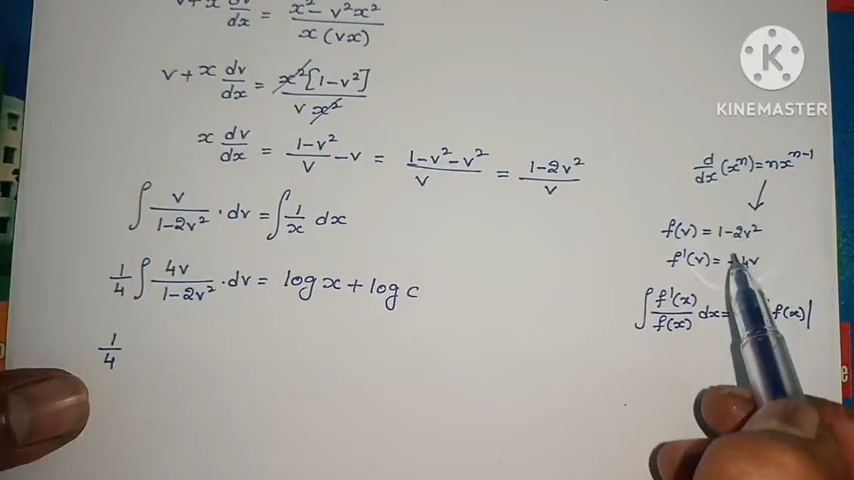 v+x dv/dx = x²-v²x²/x(vx)
v+x dv/dx = x²[1-v²]/v x²
x dv/dx = 1-v²/v -v = 1-v²-v²/v = 1-2v²/v
∫ v/1-2v² · dv = ∫ 1/x dx
1/4 ∫ 4v/1-2v² · dv = log x + log c
1/4
K
KINEMASTER
d/dx (xⁿ) = nxⁿ⁻¹
f(v) = 1-2v²
f'(v) = -4v
∫ f'(x)/f(x) dx = f(x)|